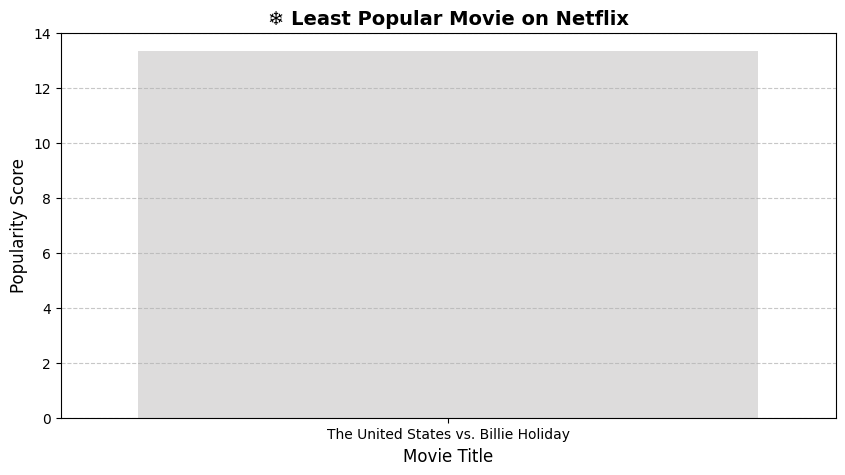 ❄ Least Popular Movie on Netflix
Popularity Score
14
12
10
8
6
4
2
0
The United States vs. Billie Holiday
Movie Title